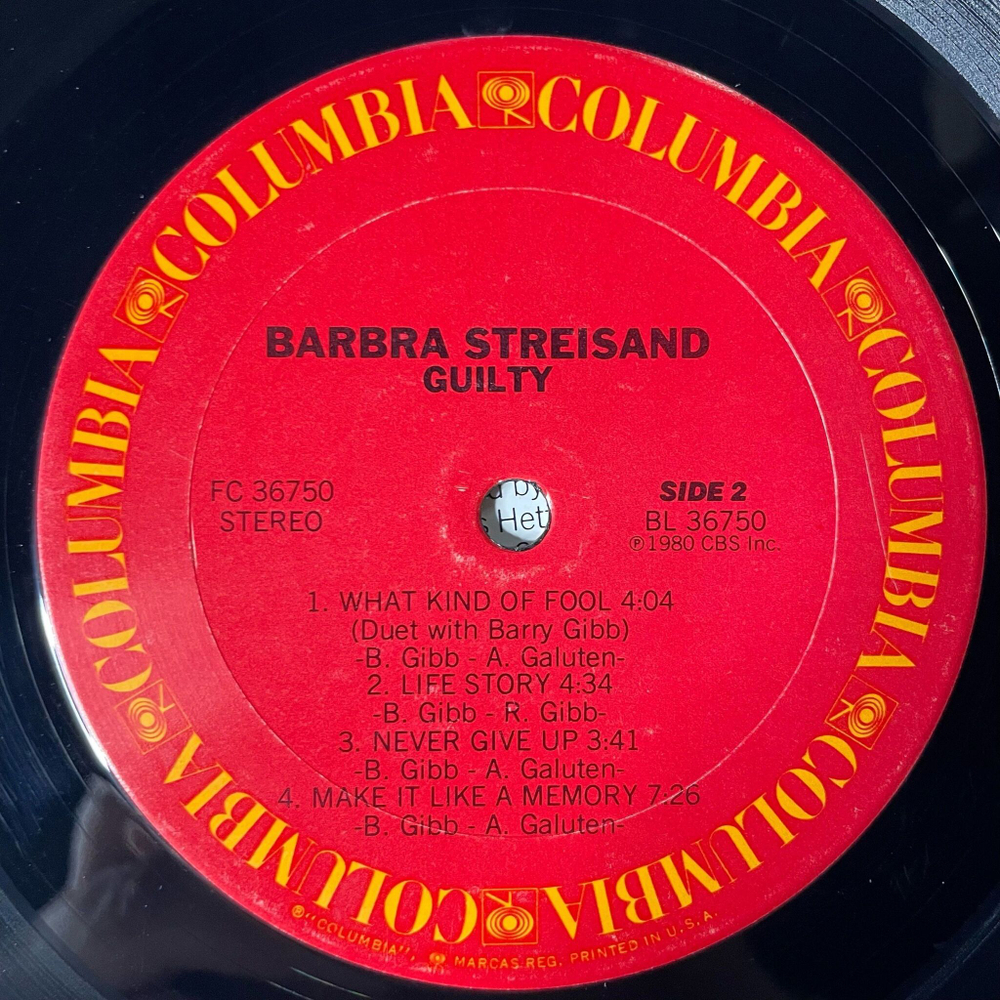 COLUMBIA COLUMBIA COLUMBIA COLUMBIA COLUMBIA COLUMBIA COLUMBIA COLUMBIA
BARBRA STREISAND
GUILTY
FC 36750
STEREO
SIDE 2
BL 36750
℗1980 CBS Inc.
by
Hett
1. WHAT KIND OF FOOL 4:04
(Duet with Barry Gibb)
-B. Gibb - A. Galuten-
2. LIFE STORY 4:34
-B. Gibb - R. Gibb-
3. NEVER GIVE UP 3:41
-B. Gibb - A. Galuten-
4. MAKE IT LIKE A MEMORY 7:26
-B. Gibb - A. Galuten-
®"COLUMBIA", MARCAS REG. PRINTED IN U.S.A.